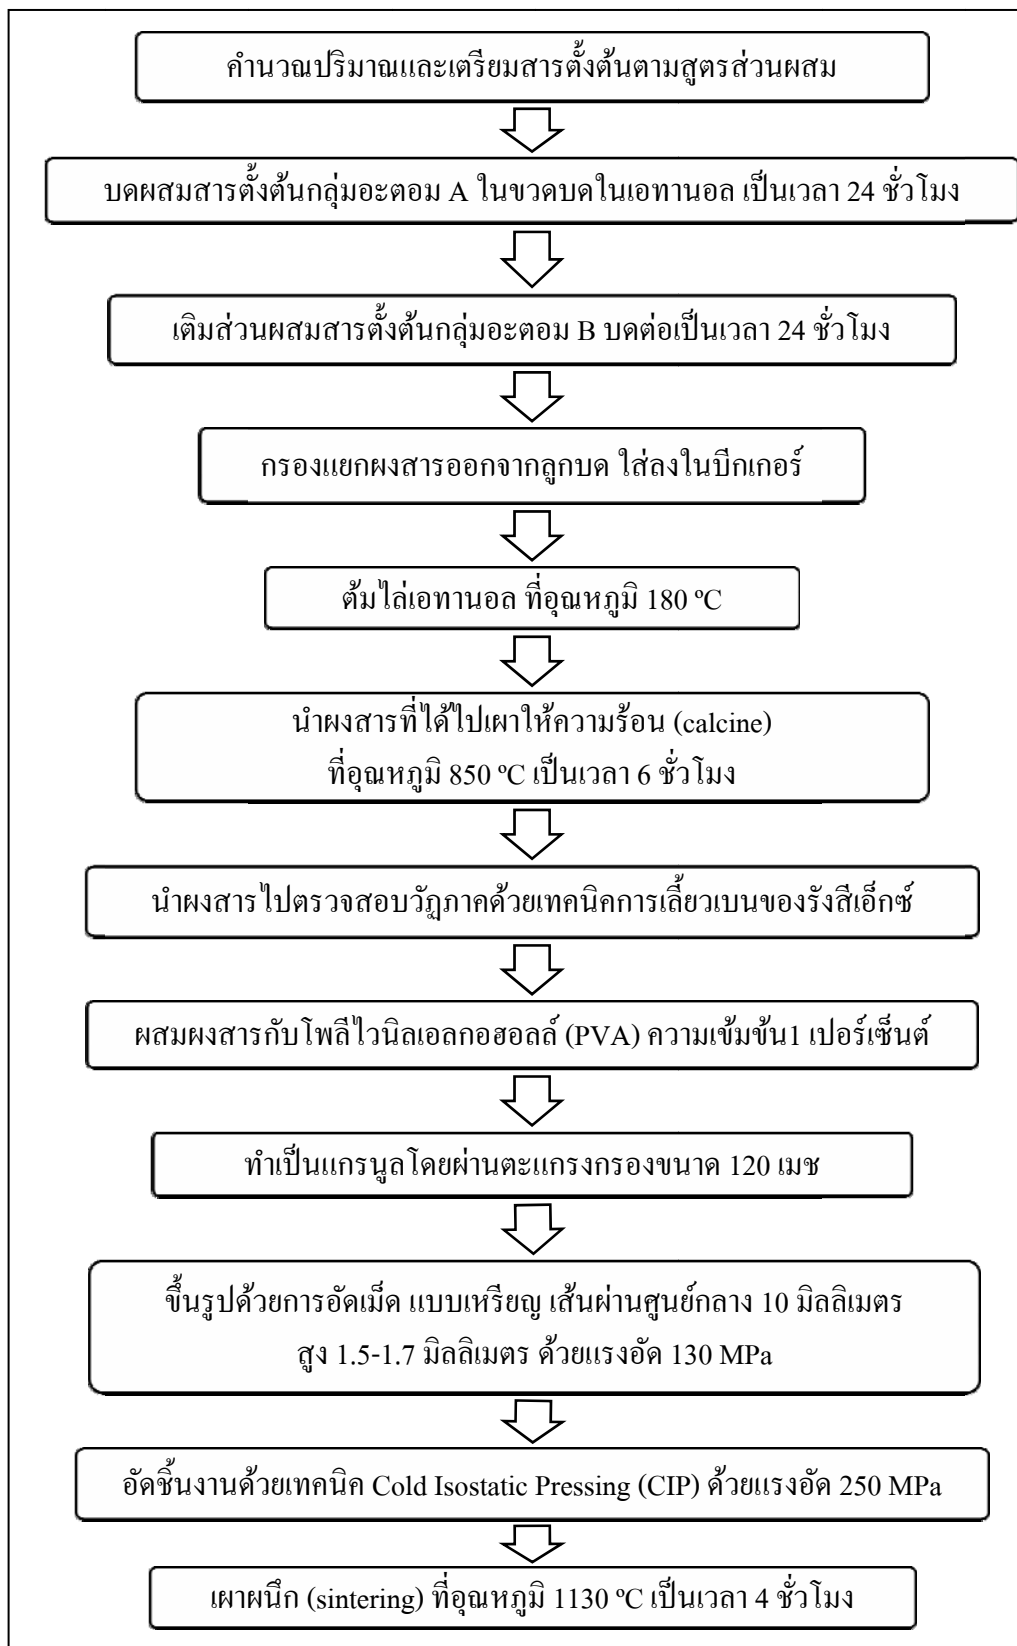 คำนวณปริมาณและเตรียมสารตั้งต้นตามสูตรส่วนผสม
บดผสมสารตั้งต้นกลุ่มอะตอม A ในขวดบดในเอทานอล เป็นเวลา 24 ชั่วโมง
เติมส่วนผสมสารตั้งต้นกลุ่มอะตอม B บดต่อเป็นเวลา 24 ชั่วโมง
กรองแยกผงสารออกจากลูกบด ใส่ลงในบีกเกอร์
ต้มไล่เอทานอล ที่อุณหภูมิ 180 ºC
นำผงสารที่ได้ไปเผาให้ความร้อน (calcine)
ที่อุณหภูมิ 850 ºC เป็นเวลา 6 ชั่วโมง
นำผงสารไปตรวจสอบวัฏภาคด้วยเทคนิคการเลี้ยวเบนของรังสีเอ็กซ์
ผสมผงสารกับโพลีไวนิลเอลกอฮอลล์ (PVA) ความเข้มข้น1 เปอร์เซ็นต์
ทำเป็นแกรนูลโดยผ่านตะแกรงกรองขนาด 120 เมช
ขึ้นรูปด้วยการอัดเม็ด แบบเหรียญ เส้นผ่านศูนย์กลาง 10 มิลลิเมตร
สูง 1.5-1.7 มิลลิเมตร ด้วยแรงอัด 130 MPa
อัดชิ้นงานด้วยเทคนิค Cold Isostatic Pressing (CIP) ด้วยแรงอัด 250 MPa
เผาผนึก (sintering) ที่อุณหภูมิ 1130 ºC เป็นเวลา 4 ชั่วโมง